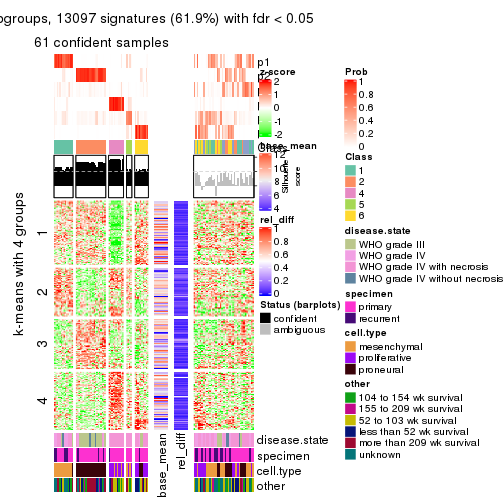 ogroups, 13097 signatures (61.9%) with fdr < 0.05
61 confident samples
p1
p2
z-score
2
1
0
-1
-2
base_mean
Class
12
10
8
6
4
Silhouette
score
rel_diff
1
0.8
0.6
0.4
0.2
0
Status (barplots)
confident
ambiguous
k-means with 4 groups
1
2
3
4
base_mean
rel_diff
disease.state
specimen
cell.type
other
Prob
1
0.8
0.6
0.4
0.2
0
Class
1
2
4
5
6
disease.state
WHO grade III
WHO grade IV
WHO grade IV with necrosis
WHO grade IV without necrosis
specimen
primary
recurrent
cell.type
mesenchymal
proliferative
proneural
other
104 to 154 wk survival
155 to 209 wk survival
52 to 103 wk survival
less than 52 wk survival
more than 209 wk survival
unknown